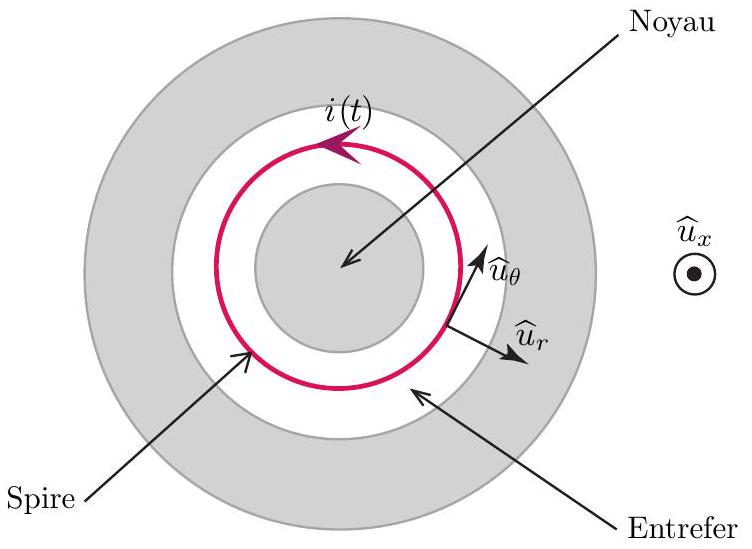 Noyau
i(t)
û_x
û_θ
û_r
Spire
Entrefer